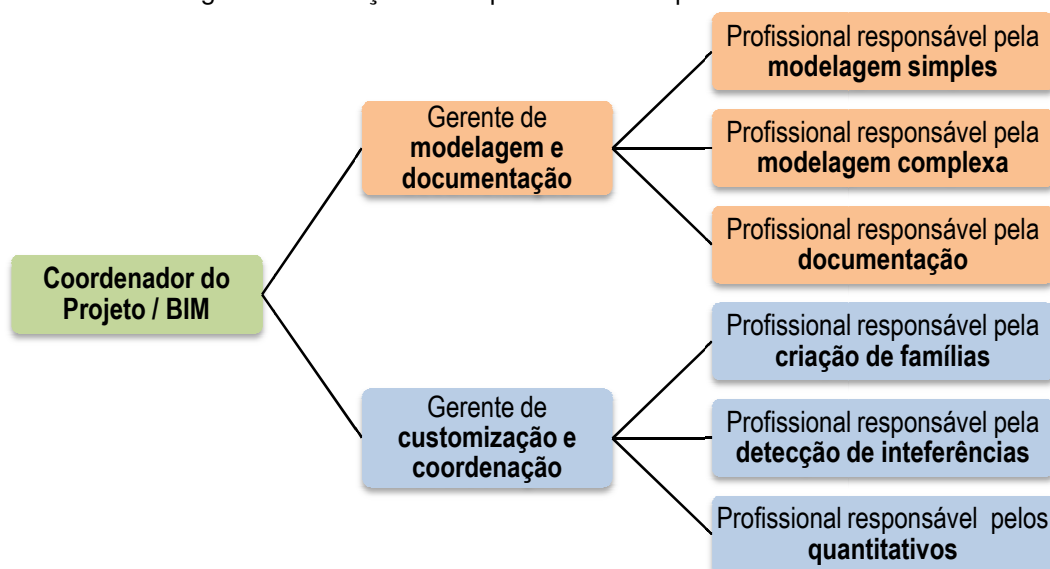 Coordenador do
Projeto / BIM
Gerente de
modelagem e
documentação
Profissional responsável pela
modelagem simples
Profissional responsável pela
modelagem complexa
Profissional responsável pela
documentação
Gerente de
customização e
coordenação
Profissional responsável pela
criação de famílias
Profissional responsável pela
detecção de inteferências
Profissional responsável pelos
quantitativos